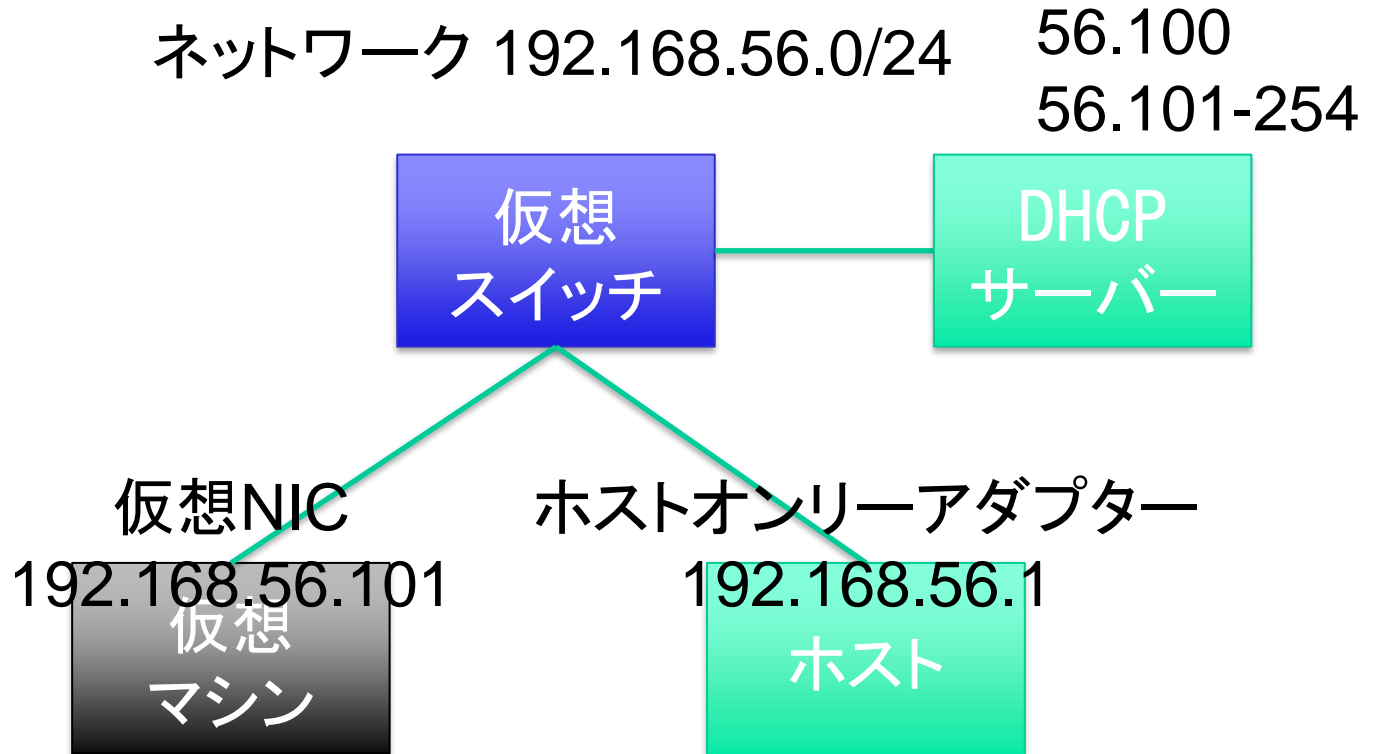 ネットワーク 192.168.56.0/24
56.100
56.101-254
仮想
スイッチ
DHCP
サーバー
仮想NIC
192.168.56.101
仮想
マシン
ホストオンリーアダプター
192.168.56.1
ホスト